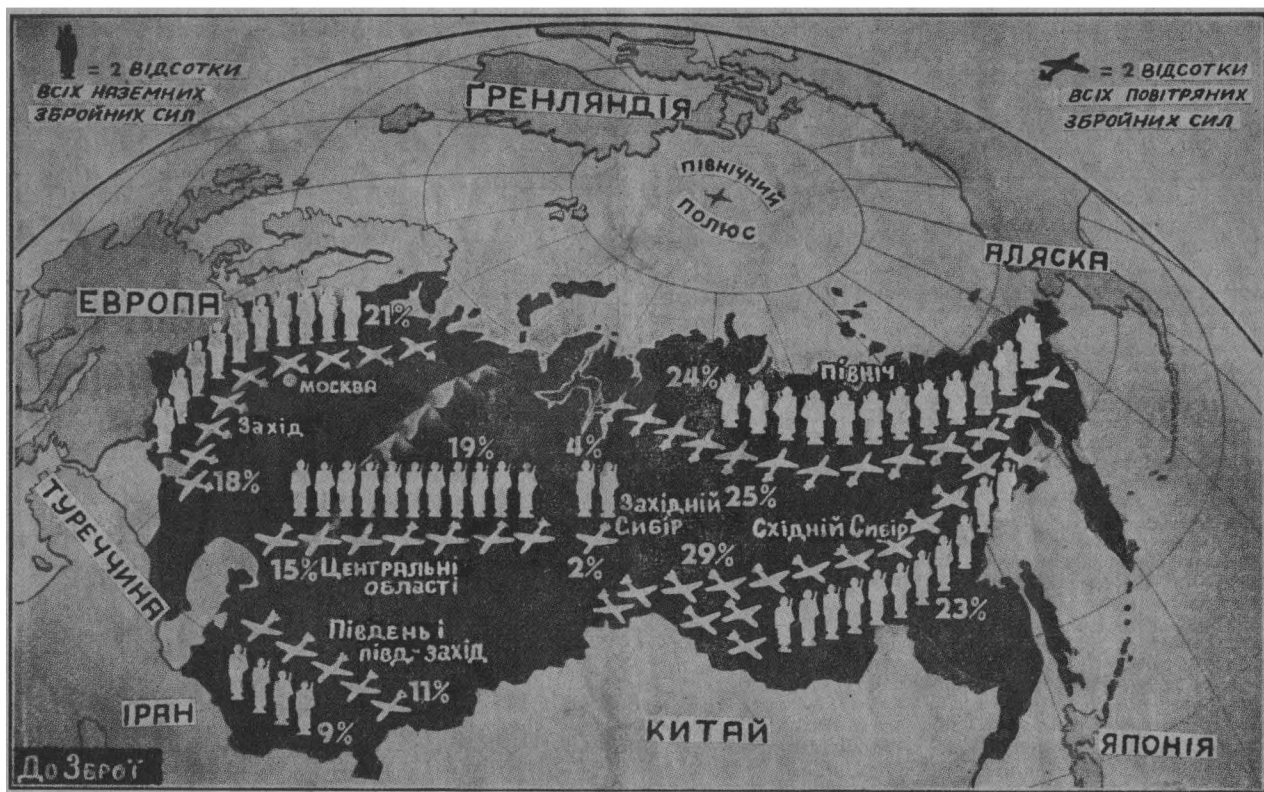 = 2 ВІДСОТКИ
ВСІХ НАЗЕМНИХ
ЗБРОЙНИХ СИЛ
= 2 ВІДСОТКИ
ВСІХ ПОВІТРЯНИХ
ЗБРОЙНИХ СИЛ
ҐРЕНЛЯНДІЯ
ПІВНІЧНИЙ
ПОЛЮС
АЛЯСКА
ЕВРОПА
21%
МОСКВА
24%
ПІВНІЧ
Захід
18%
19%
4%
25%
Західній
Сибір
Східній Сибір
ТУРЕЧЧИНА
15%
Центральні
області
2%
29%
23%
Південь і
півд.-захід
11%
9%
ІРАН
КИТАЙ
ЯПОНІЯ
До Зброї